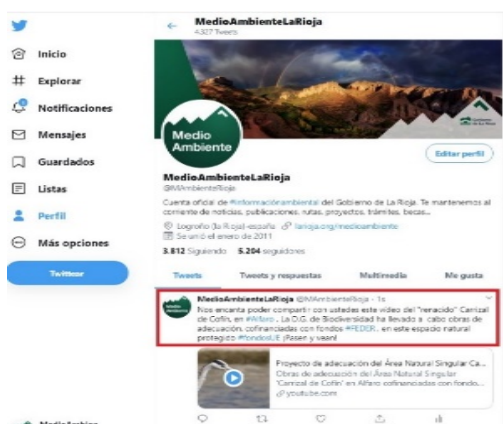 MedioAmbienteLaRioja
4.327 Tweets
Inicio
Explorar
Notificaciones
Mensajes
Guardados
Listas
Perfil
Más opciones
Twittear
Medio
Ambiente
Editar perfil
MedioAmbienteLaRioja
@MAmbienteRioja
Cuenta oficial de #informaciónambiental del Gobierno de La Rioja. Te mantenemos al
corriente de noticias, publicaciones, rutas, proyectos, trámites, becas...
Logroño (la Rioja)-españa larioja.org/medioambiente
Se unió el enero de 2011
3.812 Siguiendo 5.204 seguidores
Tweets Tweets y respuestas Multimedia Me gusta
MedioAmbienteLaRioja @MAmbienteRioja · 1s
Nos encanta poder compartir con ustedes este vídeo del "renacido" Carrizal
de Cofín, en #Alfaro . La D.G. de Biodiversidad ha llevado a cabo obras de
adecuación, cofinanciadas con fondos #FEDER, en este espacio natural
protegido #fondosUE ¡Pasen y vean!
Proyecto de adecuación del Área Natural Singular Ca...
Obras de adecuación del Área Natural Singular
"Carrizal de Cofín" en Alfaro cofinanciadas con fondo...
youtube.com